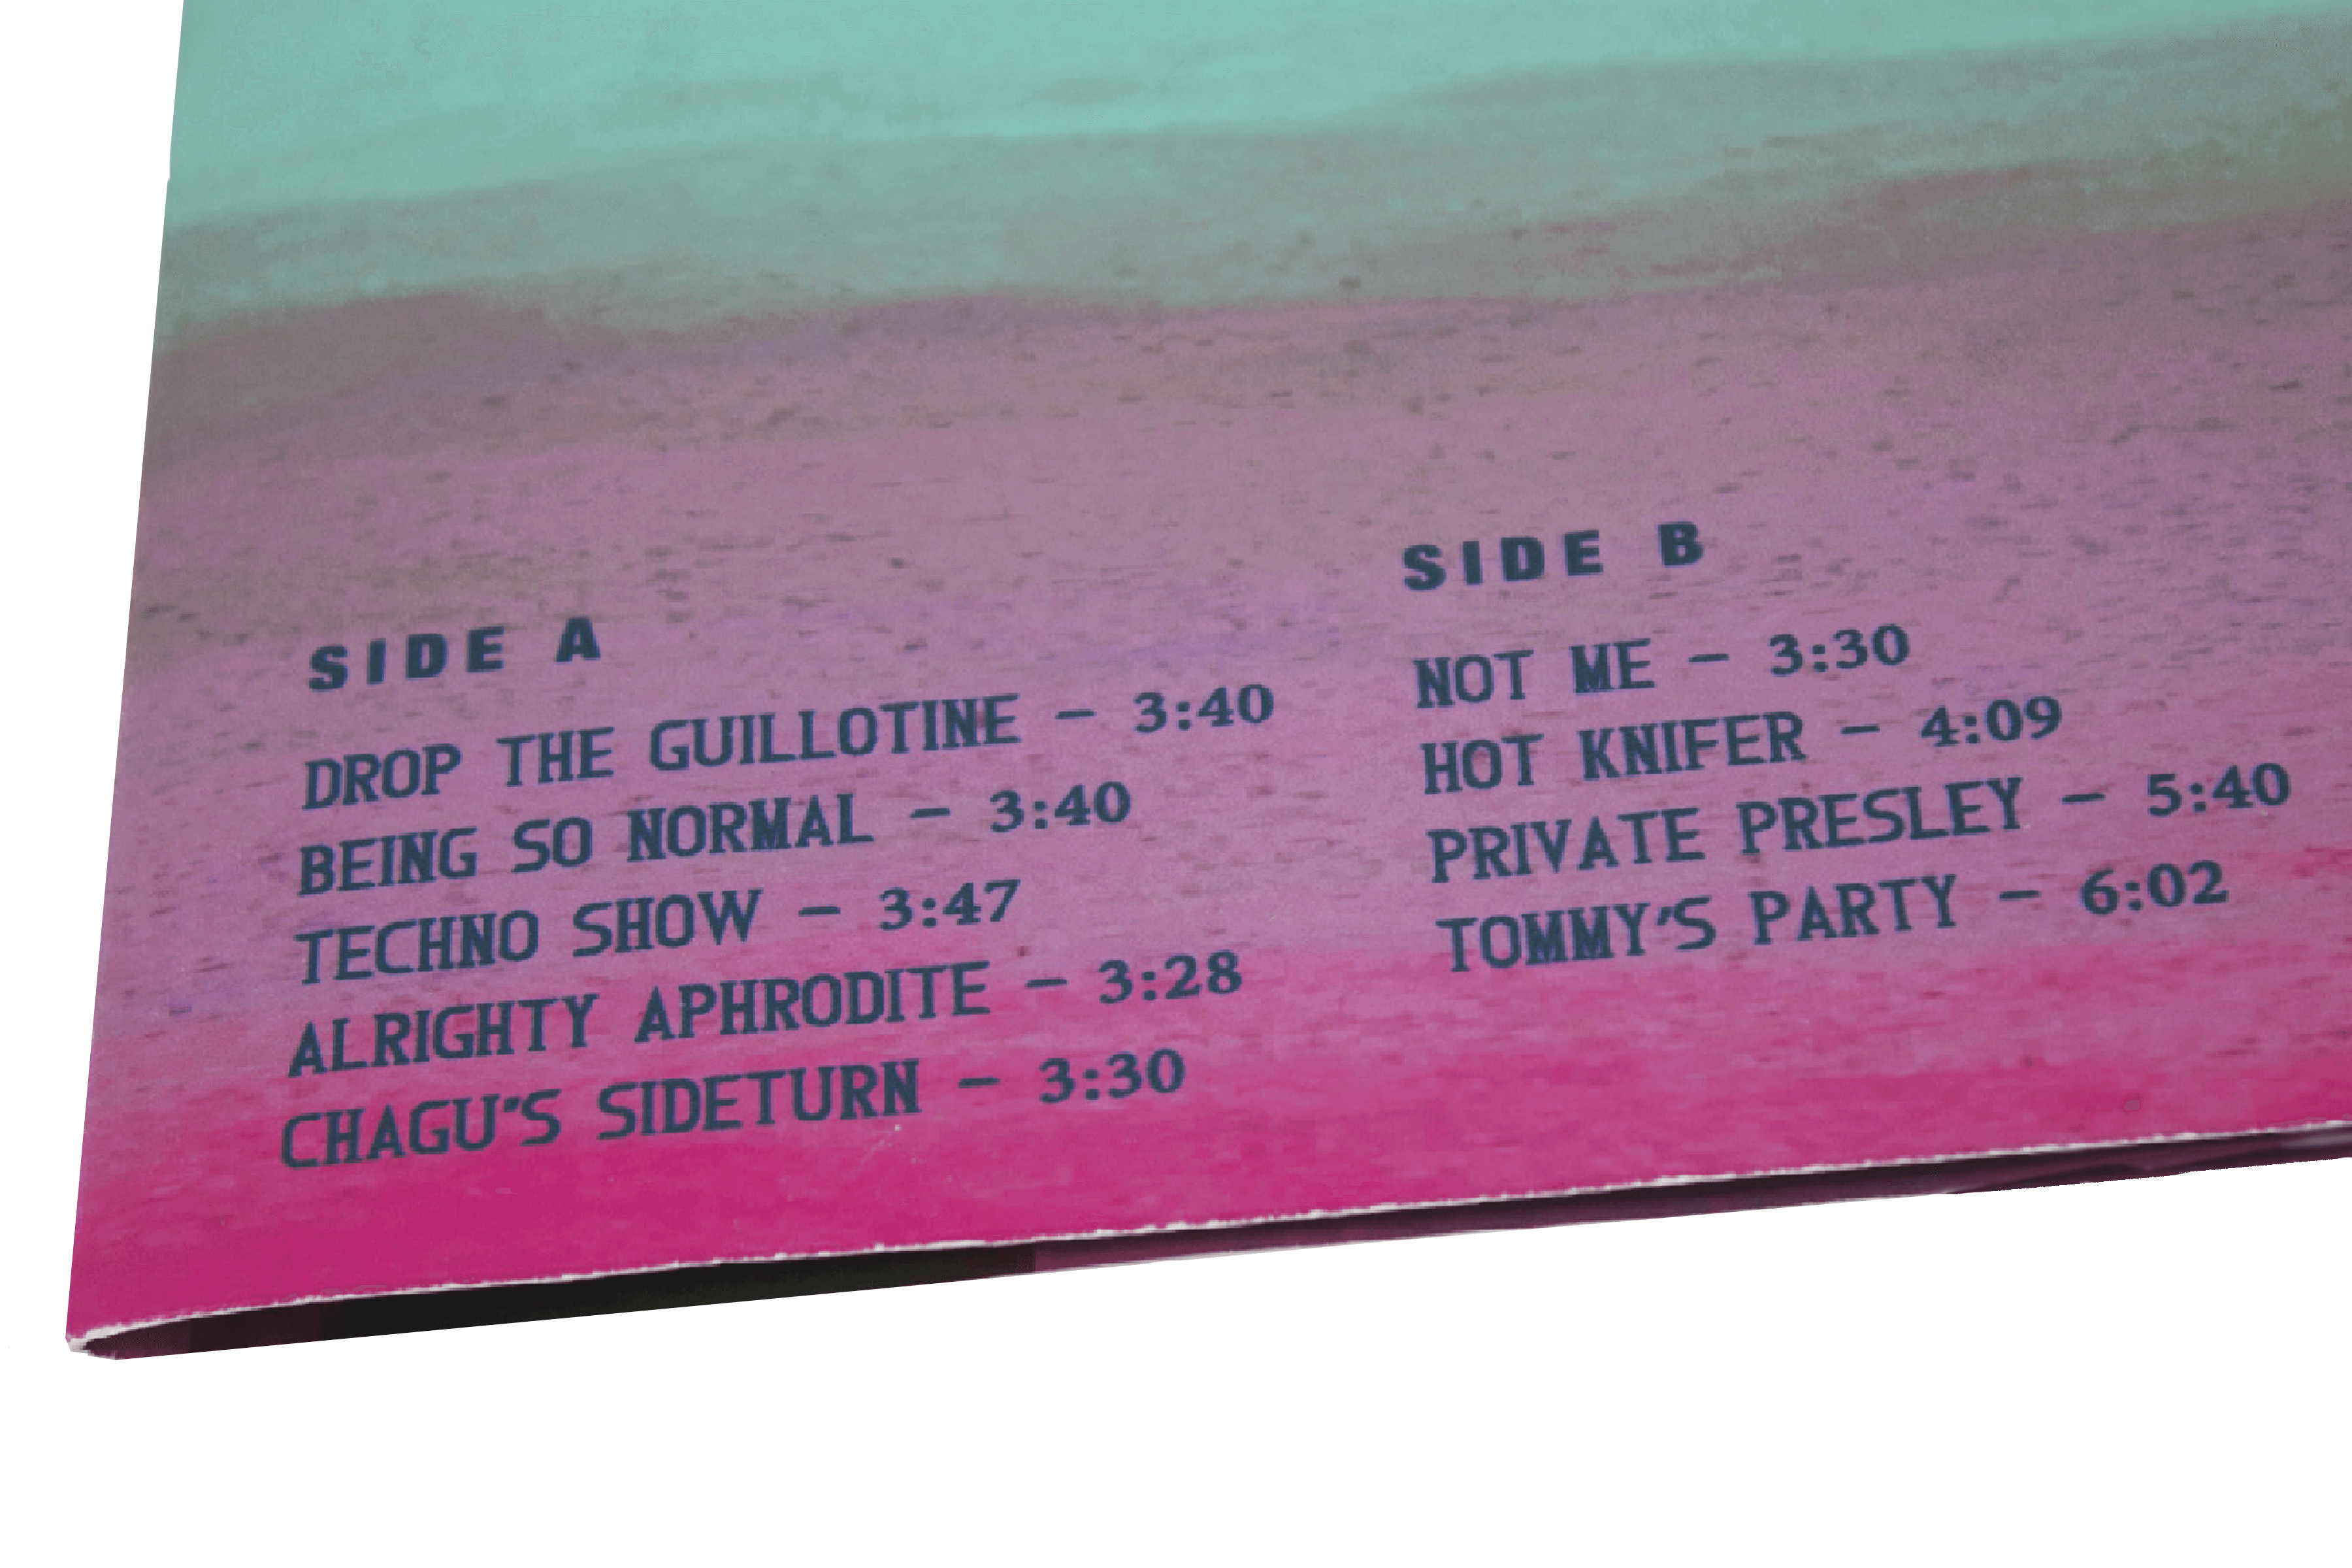 SIDE A
DROP THE GUILLOTINE – 3:40
BEING SO NORMAL – 3:40
TECHNO SHOW – 3:47
ALRIGHTY APHRODITE – 3:28
CHAGU'S SIDETURN – 3:30
SIDE B
NOT ME – 3:30
HOT KNIFER – 4:09
PRIVATE PRESLEY – 5:40
TOMMY'S PARTY – 6:02